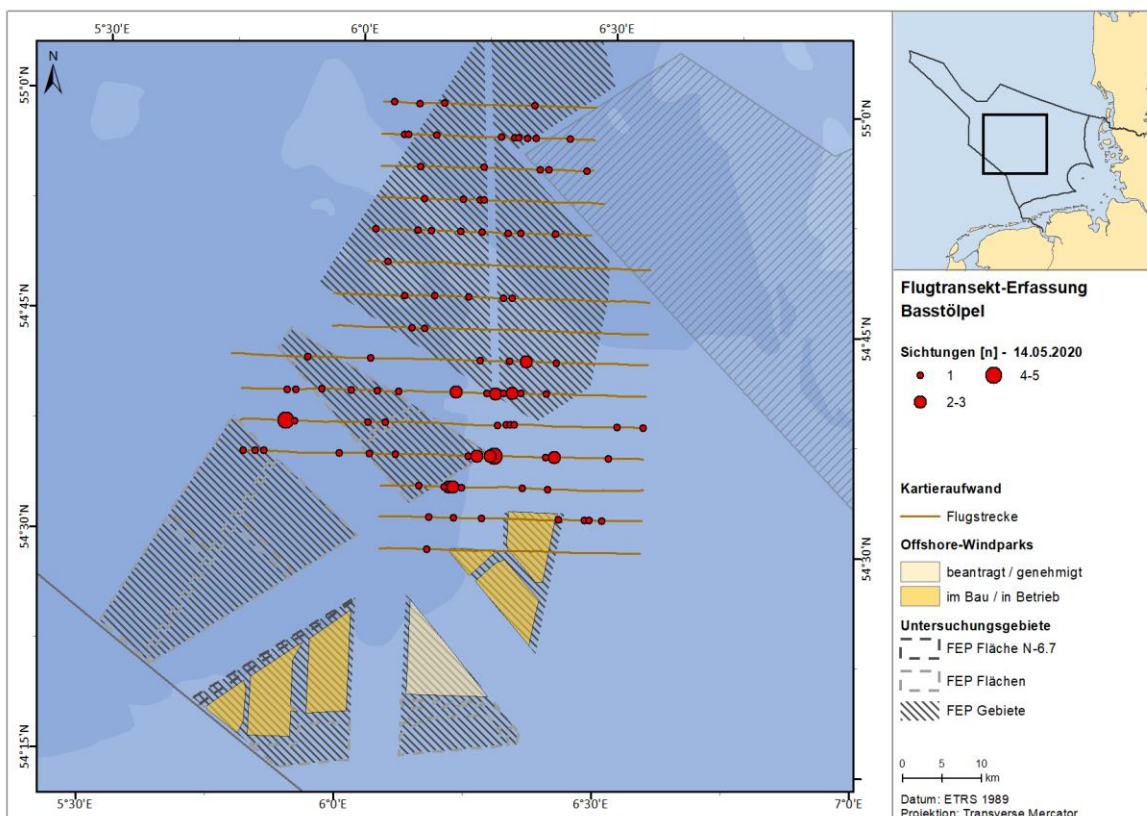 5°30'E 6°0'E 6°30'E
N
55°0'N
55°0'N
54°45'N
54°45'N
54°30'N
54°30'N
54°15'N
5°30'E 6°0'E 6°30'E 7°0'E
Flugtransekt-Erfassung
Basstölpel
Sichtungen [n] - 14.05.2020
1 4-5
2-3
Kartieraufwand
Flugstrecke
Offshore-Windparks
beantragt / genehmigt
im Bau / in Betrieb
Untersuchungsgebiete
FEP Fläche N-6.7
FEP Flächen
FEP Gebiete
0 5 10
km
Datum: ETRS 1989
Projektion: Transverse Mercator